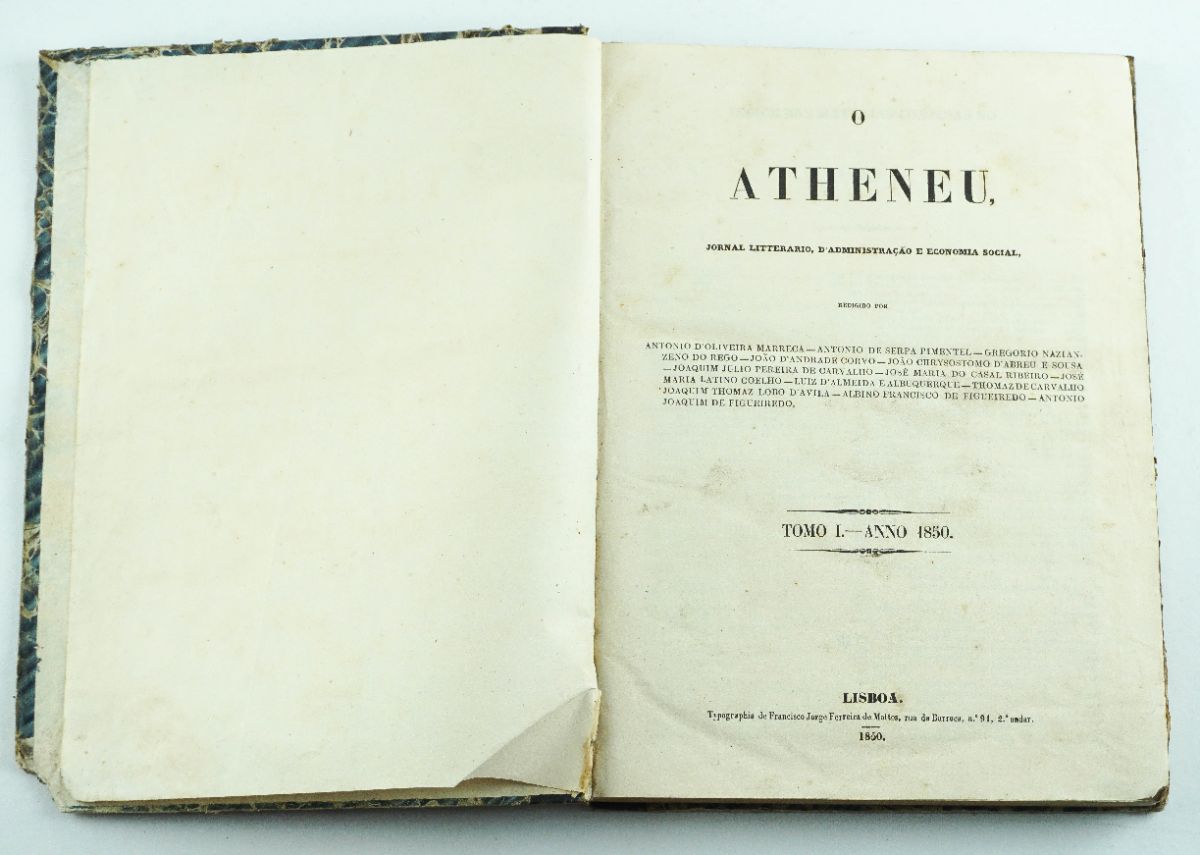 O
ATHENEU,
JORNAL LITTERARIO, D'ADMINISTRAÇÃO E ECONOMIA SOCIAL,
REDIGIDO POR
ANTONIO D'OLIVEIRA MARRECA — ANTONIO DE SERPA PIMENTEL — GREGORIO NAZIAN-
ZENO DO REGO — JOÃO D'ANDRADE CORVO — JOÃO CHRYSOSTOMO D'ABREU E SOUSA
— JOAQUIM JULIO PEREIRA DE CARVALHO — JOSÉ MARIA DO CASAL RIBEIRO — JOSÉ
MARIA LATINO COELHO — LUIZ D'ALMEIDA E ALBUQUERQUE — THOMAZ DE CARVALHO
JOAQUIM THOMAZ LOBO D'AVILA — ALBINO FRANCISCO DE FIGUEIREDO — ANTONIO
JOAQUIM DE FIGUEIREDO.
TOMO I.—ANNO 1850.
LISBOA.
Typographia de Francisco Jorge Ferreira de Mattos, rua da Barroca, n.º 91, 2.º andar.
1850.